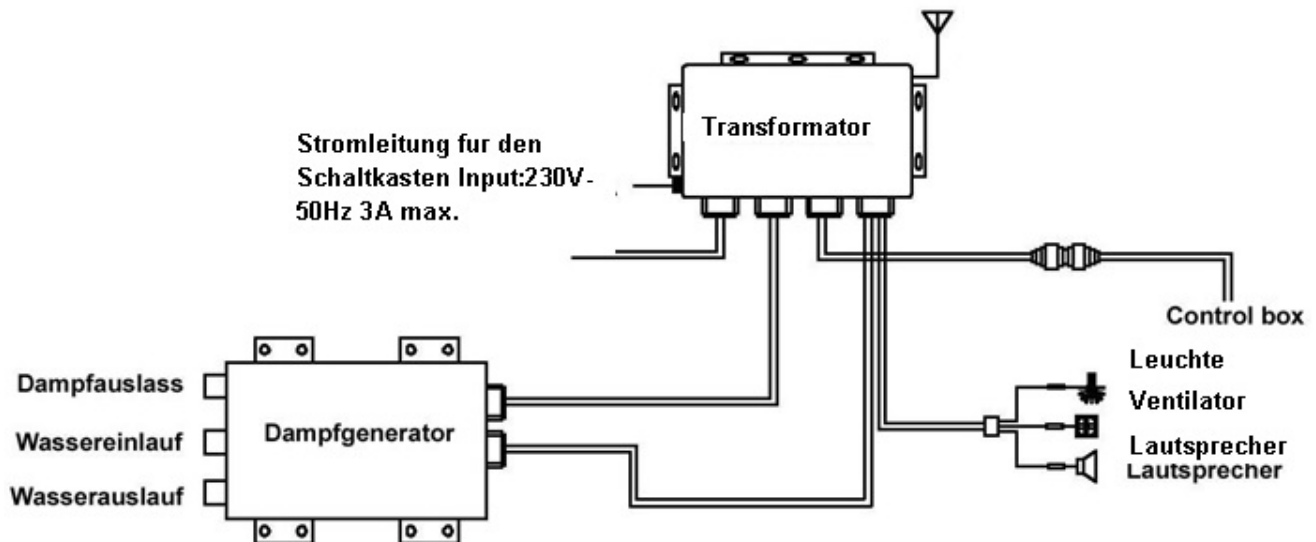 Transformator
Stromleitung fur den
Schaltkasten Input:230V-
50Hz 3A max.
Control box
Leuchte
Ventilator
Lautsprecher
Lautsprecher
Dampfauslass
Wassereinlauf
Wasserauslauf
Dampfgenerator